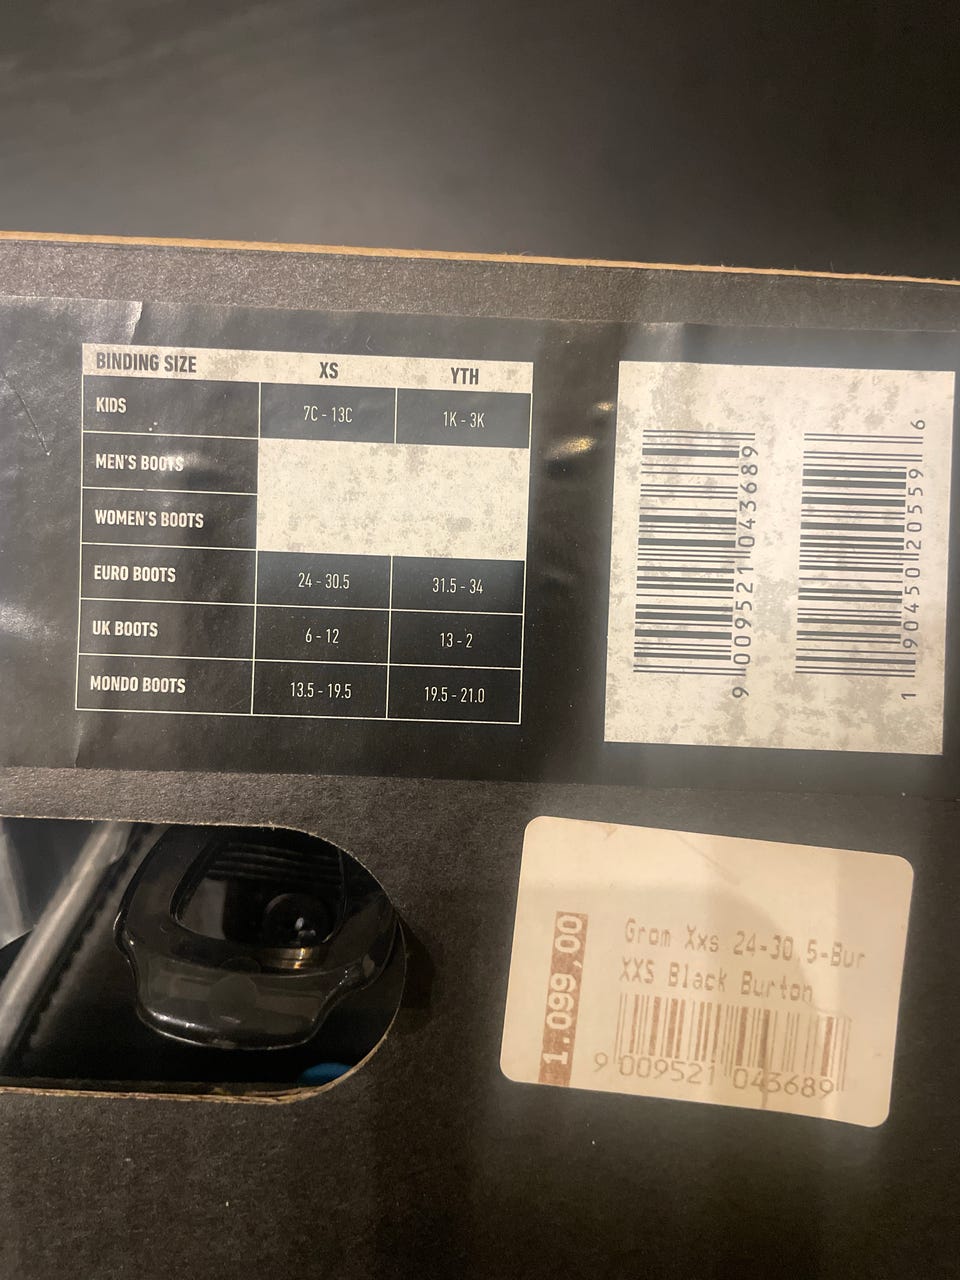 BINDING SIZE XS YTH
KIDS 7C - 13C 1K - 3K
MEN'S BOOTS
WOMEN'S BOOTS
EURO BOOTS 24 - 30.5 31.5 - 34
UK BOOTS 6 - 12 13 - 2
MONDO BOOTS 13.5 - 19.5 19.5 - 21.0
9 009521 043689
1 90450 20559 6
1.099,00
Grom Xxs 24-30.5-Bur
XXS Black Burton
9 009521 043689